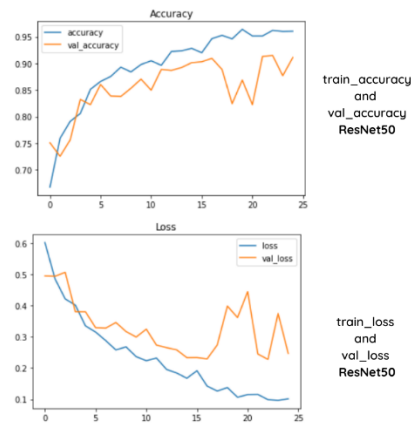 Accuracy
accuracy
val_accuracy
0.95
0.90
0.85
0.80
0.75
0.70
0 5 10 15 20 25
train_accuracy
and
val_accuracy
ResNet50
Loss
loss
val_loss
0.6
0.5
0.4
0.3
0.2
0.1
0 5 10 15 20 25
train_loss
and
val_loss
ResNet50